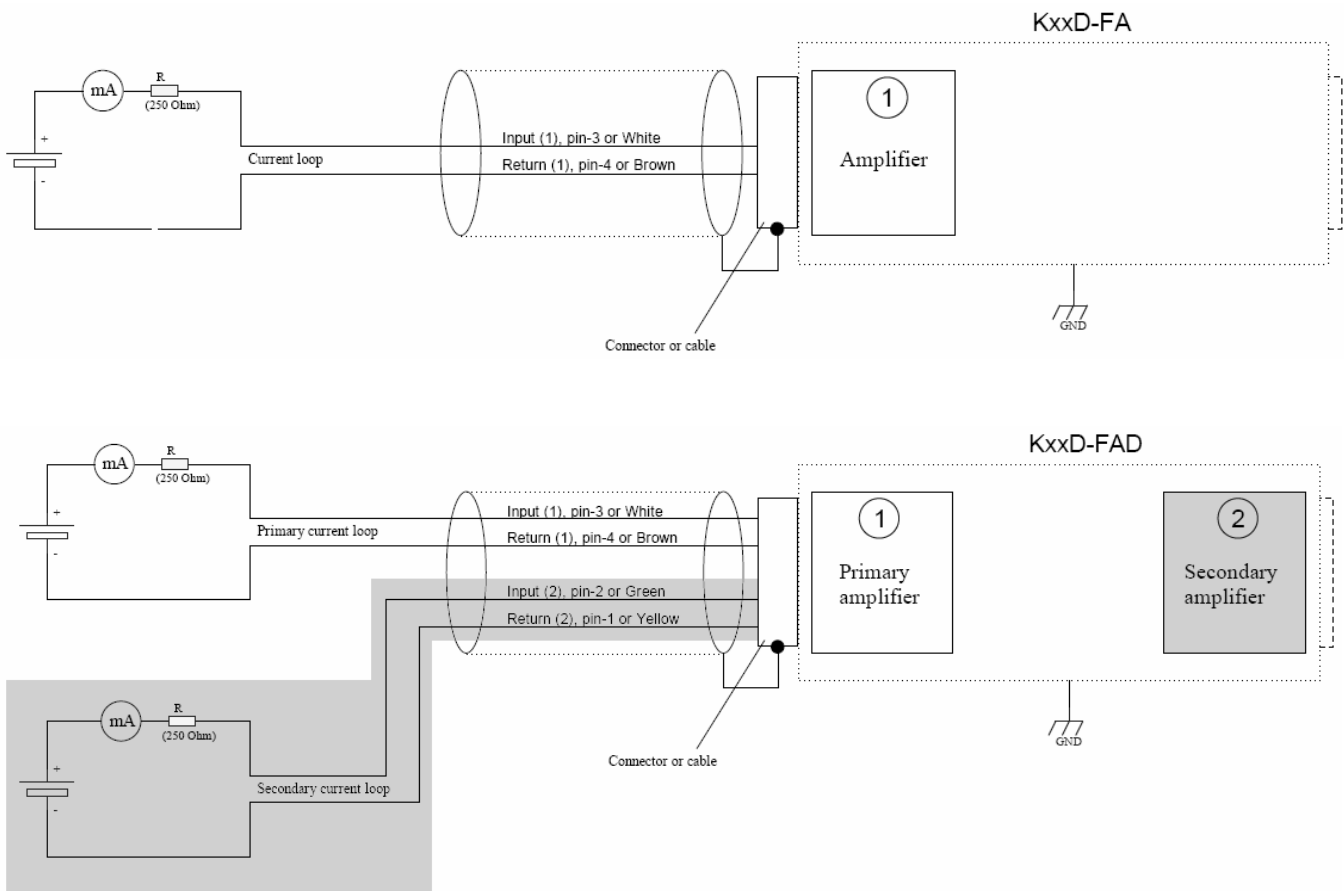 KxxD-FA
mA
R
(250 Ohm)
+
-
Current loop
Input (1), pin-3 or White
Return (1), pin-4 or Brown
1
Amplifier
GND
Connector or cable
KxxD-FAD
mA
R
(250 Ohm)
+
-
Primary current loop
Input (1), pin-3 or White
Return (1), pin-4 or Brown
Input (2), pin-2 or Green
Return (2), pin-1 or Yellow
1
Primary
amplifier
2
Secondary
amplifier
GND
Connector or cable
mA
R
(250 Ohm)
+
-
Secondary current loop